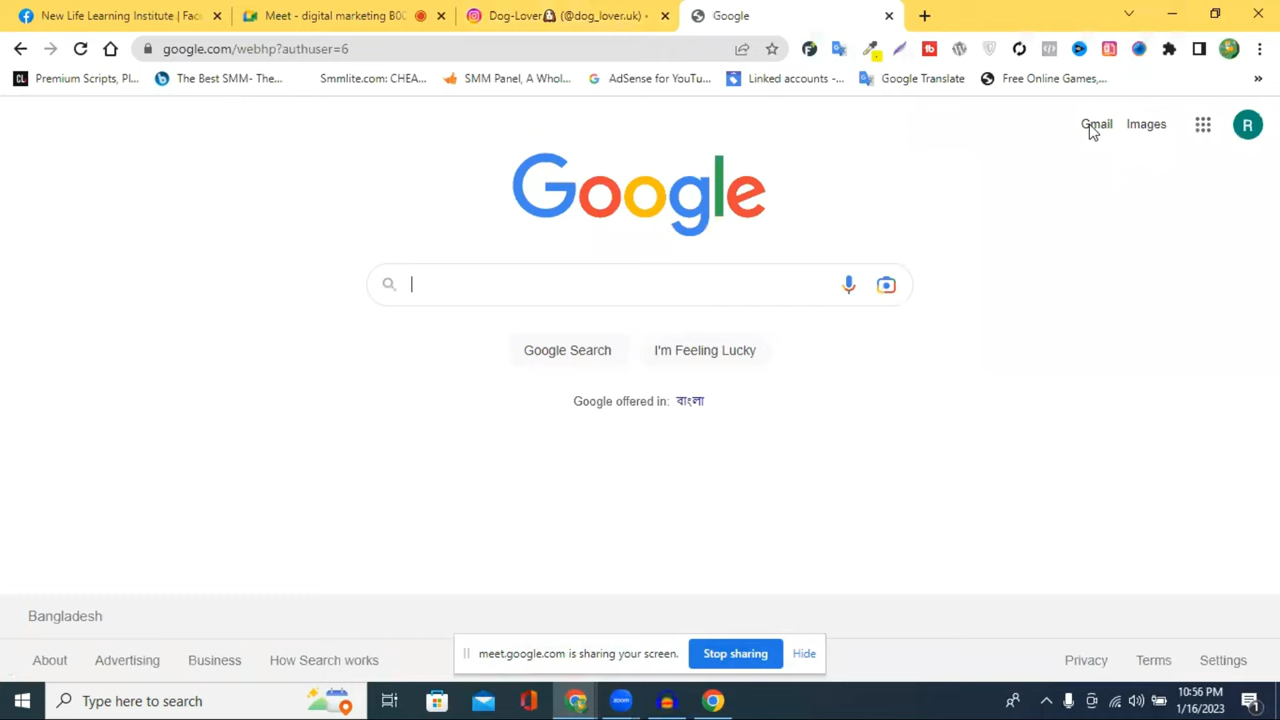 New Life Learning Institute | Fac
Meet - digital marketing B0
Dog-Lover (@dog_lover.uk) •
Google
google.com/webhp?authuser=6
CL Premium Scripts, Pl...
The Best SMM- The...
Smmlite.com: CHEA...
SMM Panel, A Whol...
AdSense for YouTu...
Linked accounts -...
Google Translate
Free Online Games,...
»
Gmail
Images
R
Google
Google Search
I'm Feeling Lucky
Google offered in: বাংলা
Bangladesh
meet.google.com is sharing your screen.
Stop sharing
Hide
About
Advertising
Business
How Search works
Privacy
Terms
Settings
Type here to search
zoom
10:56 PM
1/16/2023
1